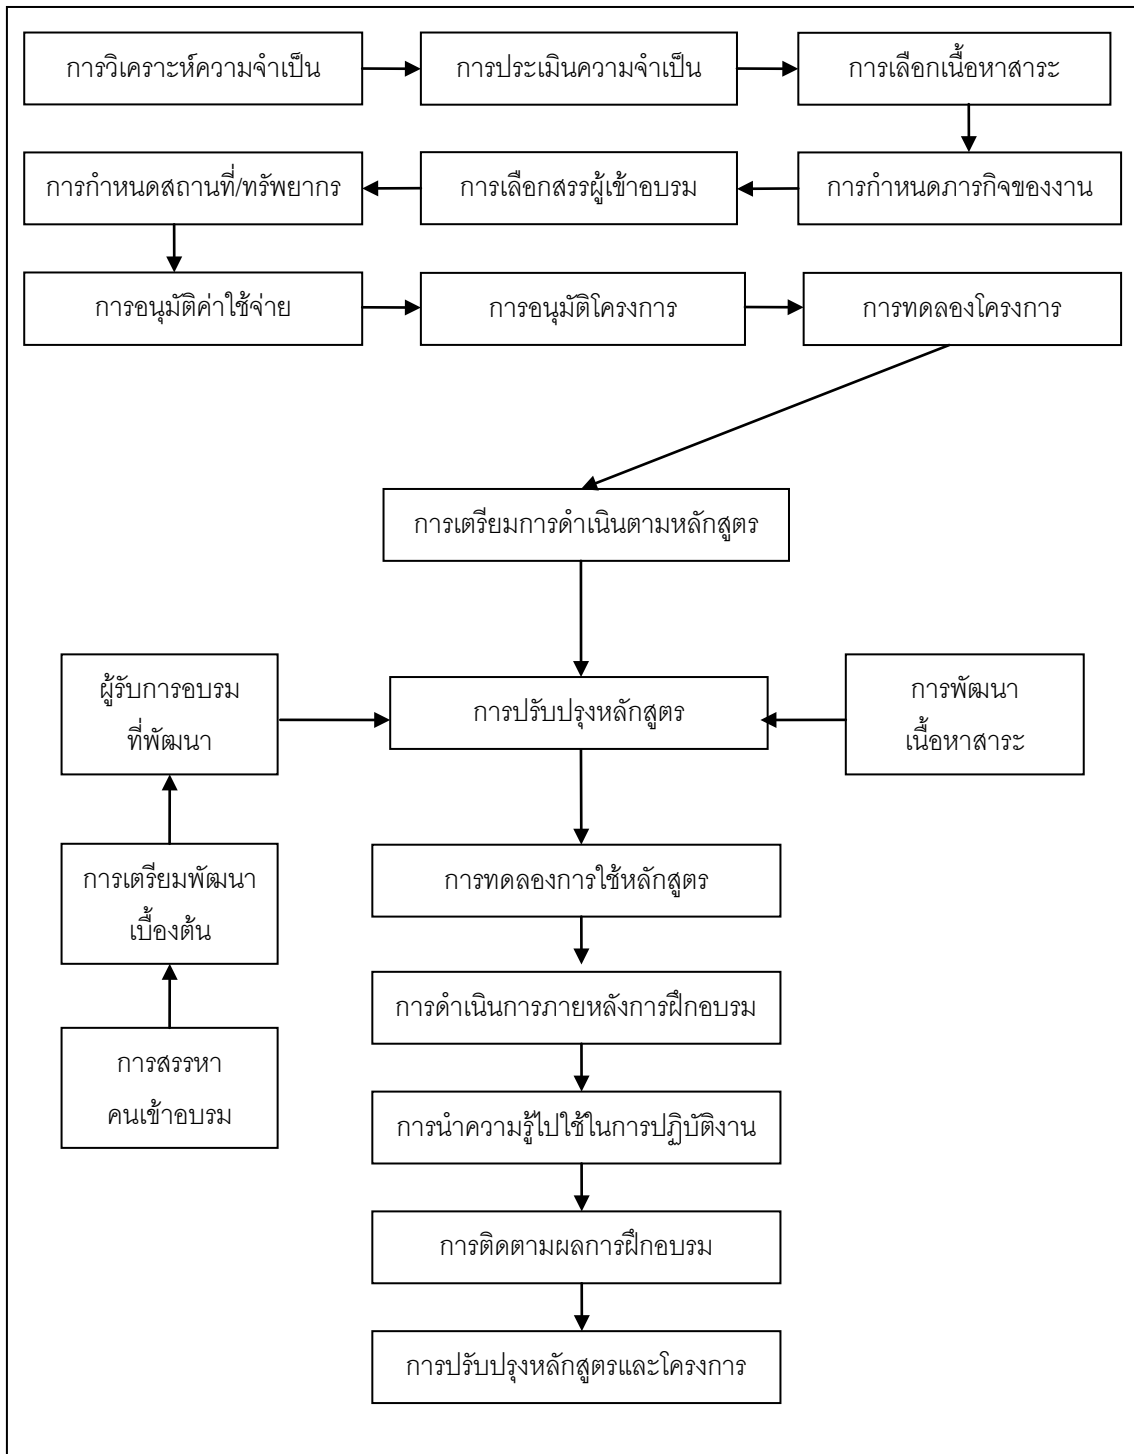 การวิเคราะห์ความจำเป็น
การประเมินความจำเป็น
การเลือกเนื้อหาสาระ
การกำหนดสถานที่/ทรัพยากร
การเลือกสรรผู้เข้าอบรม
การกำหนดภารกิจของงาน
การอนุมัติค่าใช้จ่าย
การอนุมัติโครงการ
การทดลองโครงการ
การเตรียมการดำเนินตามหลักสูตร
ผู้รับการอบรม
ที่พัฒนา
การปรับปรุงหลักสูตร
การพัฒนา
เนื้อหาสาระ
การเตรียมพัฒนา
เบื้องต้น
การทดลองการใช้หลักสูตร
การดำเนินการภายหลังการฝึกอบรม
การสรรหา
คนเข้าอบรม
การนำความรู้ไปใช้ในการปฏิบัติงาน
การติดตามผลการฝึกอบรม
การปรับปรุงหลักสูตรและโครงการ